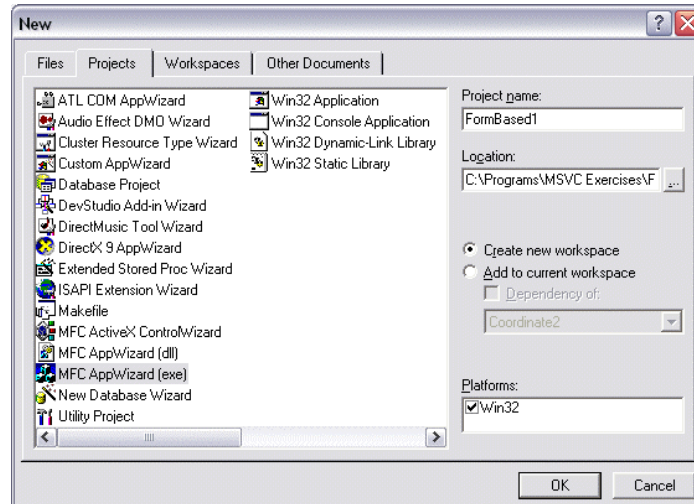 New
Files Projects Workspaces Other Documents
ATL COM AppWizard
Audio Effect DMO Wizard
Cluster Resource Type Wizard
Custom AppWizard
Database Project
DevStudio Add-in Wizard
DirectMusic Tool Wizard
DirectX 9 AppWizard
Extended Stored Proc Wizard
ISAPI Extension Wizard
Makefile
MFC ActiveX ControlWizard
MFC AppWizard (dll)
MFC AppWizard (exe)
New Database Wizard
Utility Project
Win32 Application
Win32 Console Application
Win32 Dynamic-Link Library
Win32 Static Library
Project name:
FormBased1
Location:
C:\Programs\MSVC Exercises\F ...
Create new workspace
Add to current workspace
Dependency of:
Coordinate2
Platforms:
Win32
OK Cancel